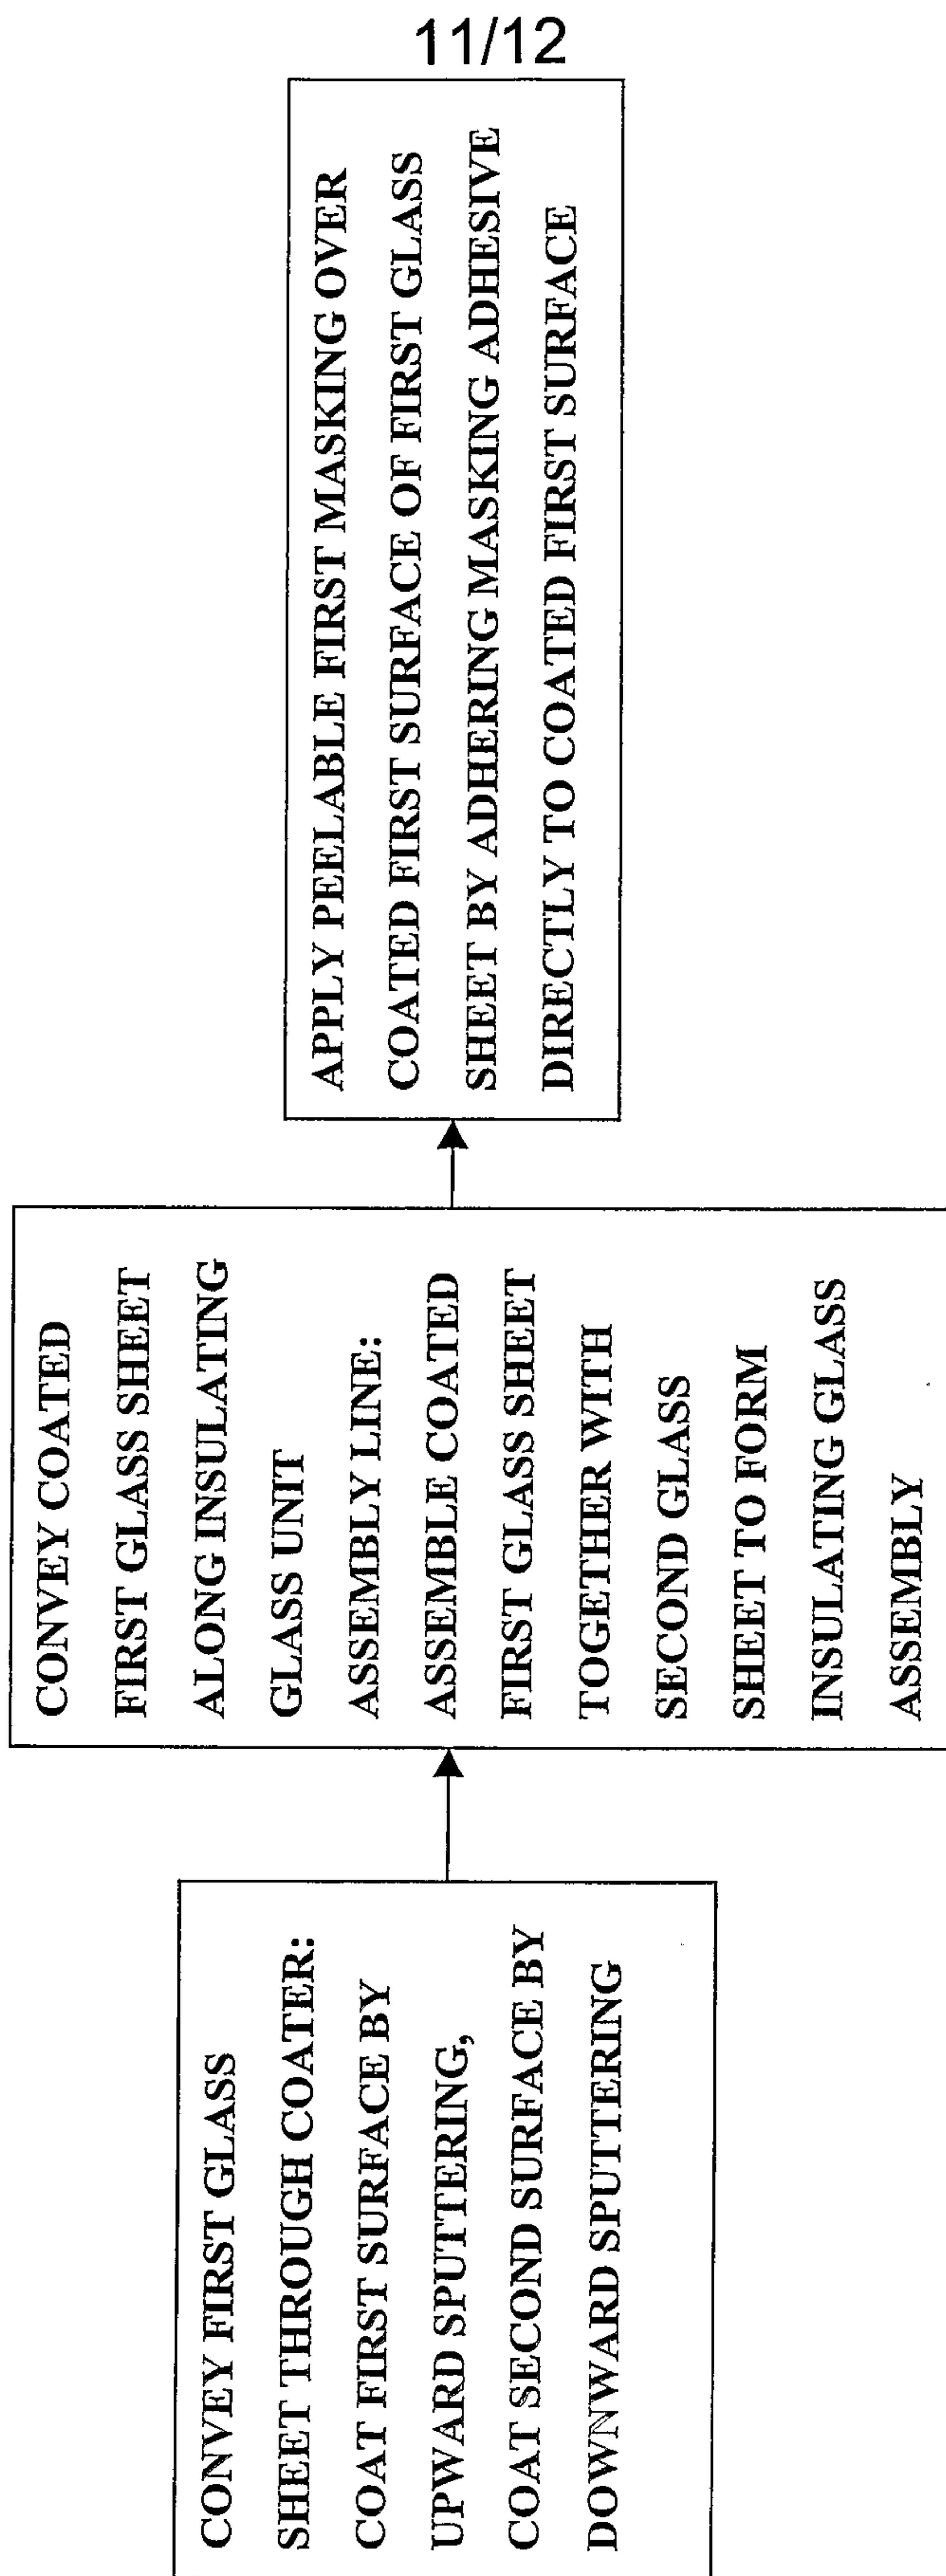 11/12
CONVEY FIRST GLASS
SHEET THROUGH COATER:
COAT FIRST SURFACE BY
UPWARD SPUTTERING,
COAT SECOND SURFACE BY
DOWNWARD SPUTTERING
CONVEY COATED
FIRST GLASS SHEET
ALONG INSULATING
GLASS UNIT
ASSEMBLY LINE:
ASSEMBLE COATED
FIRST GLASS SHEET
TOGETHER WITH
SECOND GLASS
SHEET TO FORM
INSULATING GLASS
ASSEMBLY
APPLY PEELABLE FIRST MASKING OVER
COATED FIRST SURFACE OF FIRST GLASS
SHEET BY ADHERING MASKING ADHESIVE
DIRECTLY TO COATED FIRST SURFACE